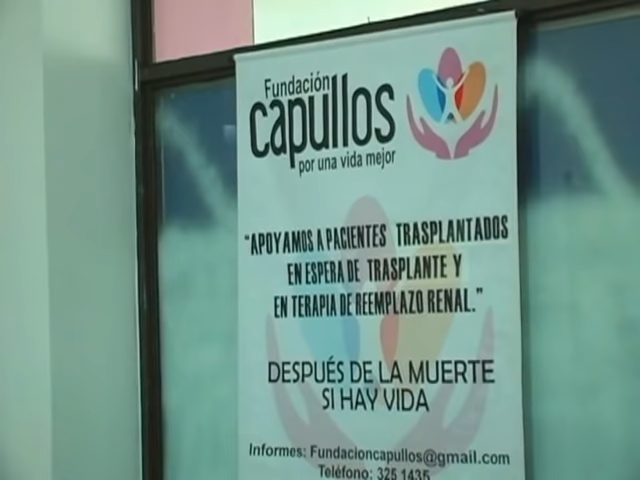 Fundación
capullos
por una vida mejor
"APOYAMOS A PACIENTES TRASPLANTADOS
EN ESPERA DE TRASPLANTE Y
EN TERAPIA DE REEMPLAZO RENAL."
DESPUÉS DE LA MUERTE
SI HAY VIDA
Informes: Fundacioncapullos@gmail.com
Teléfono: 325 1435